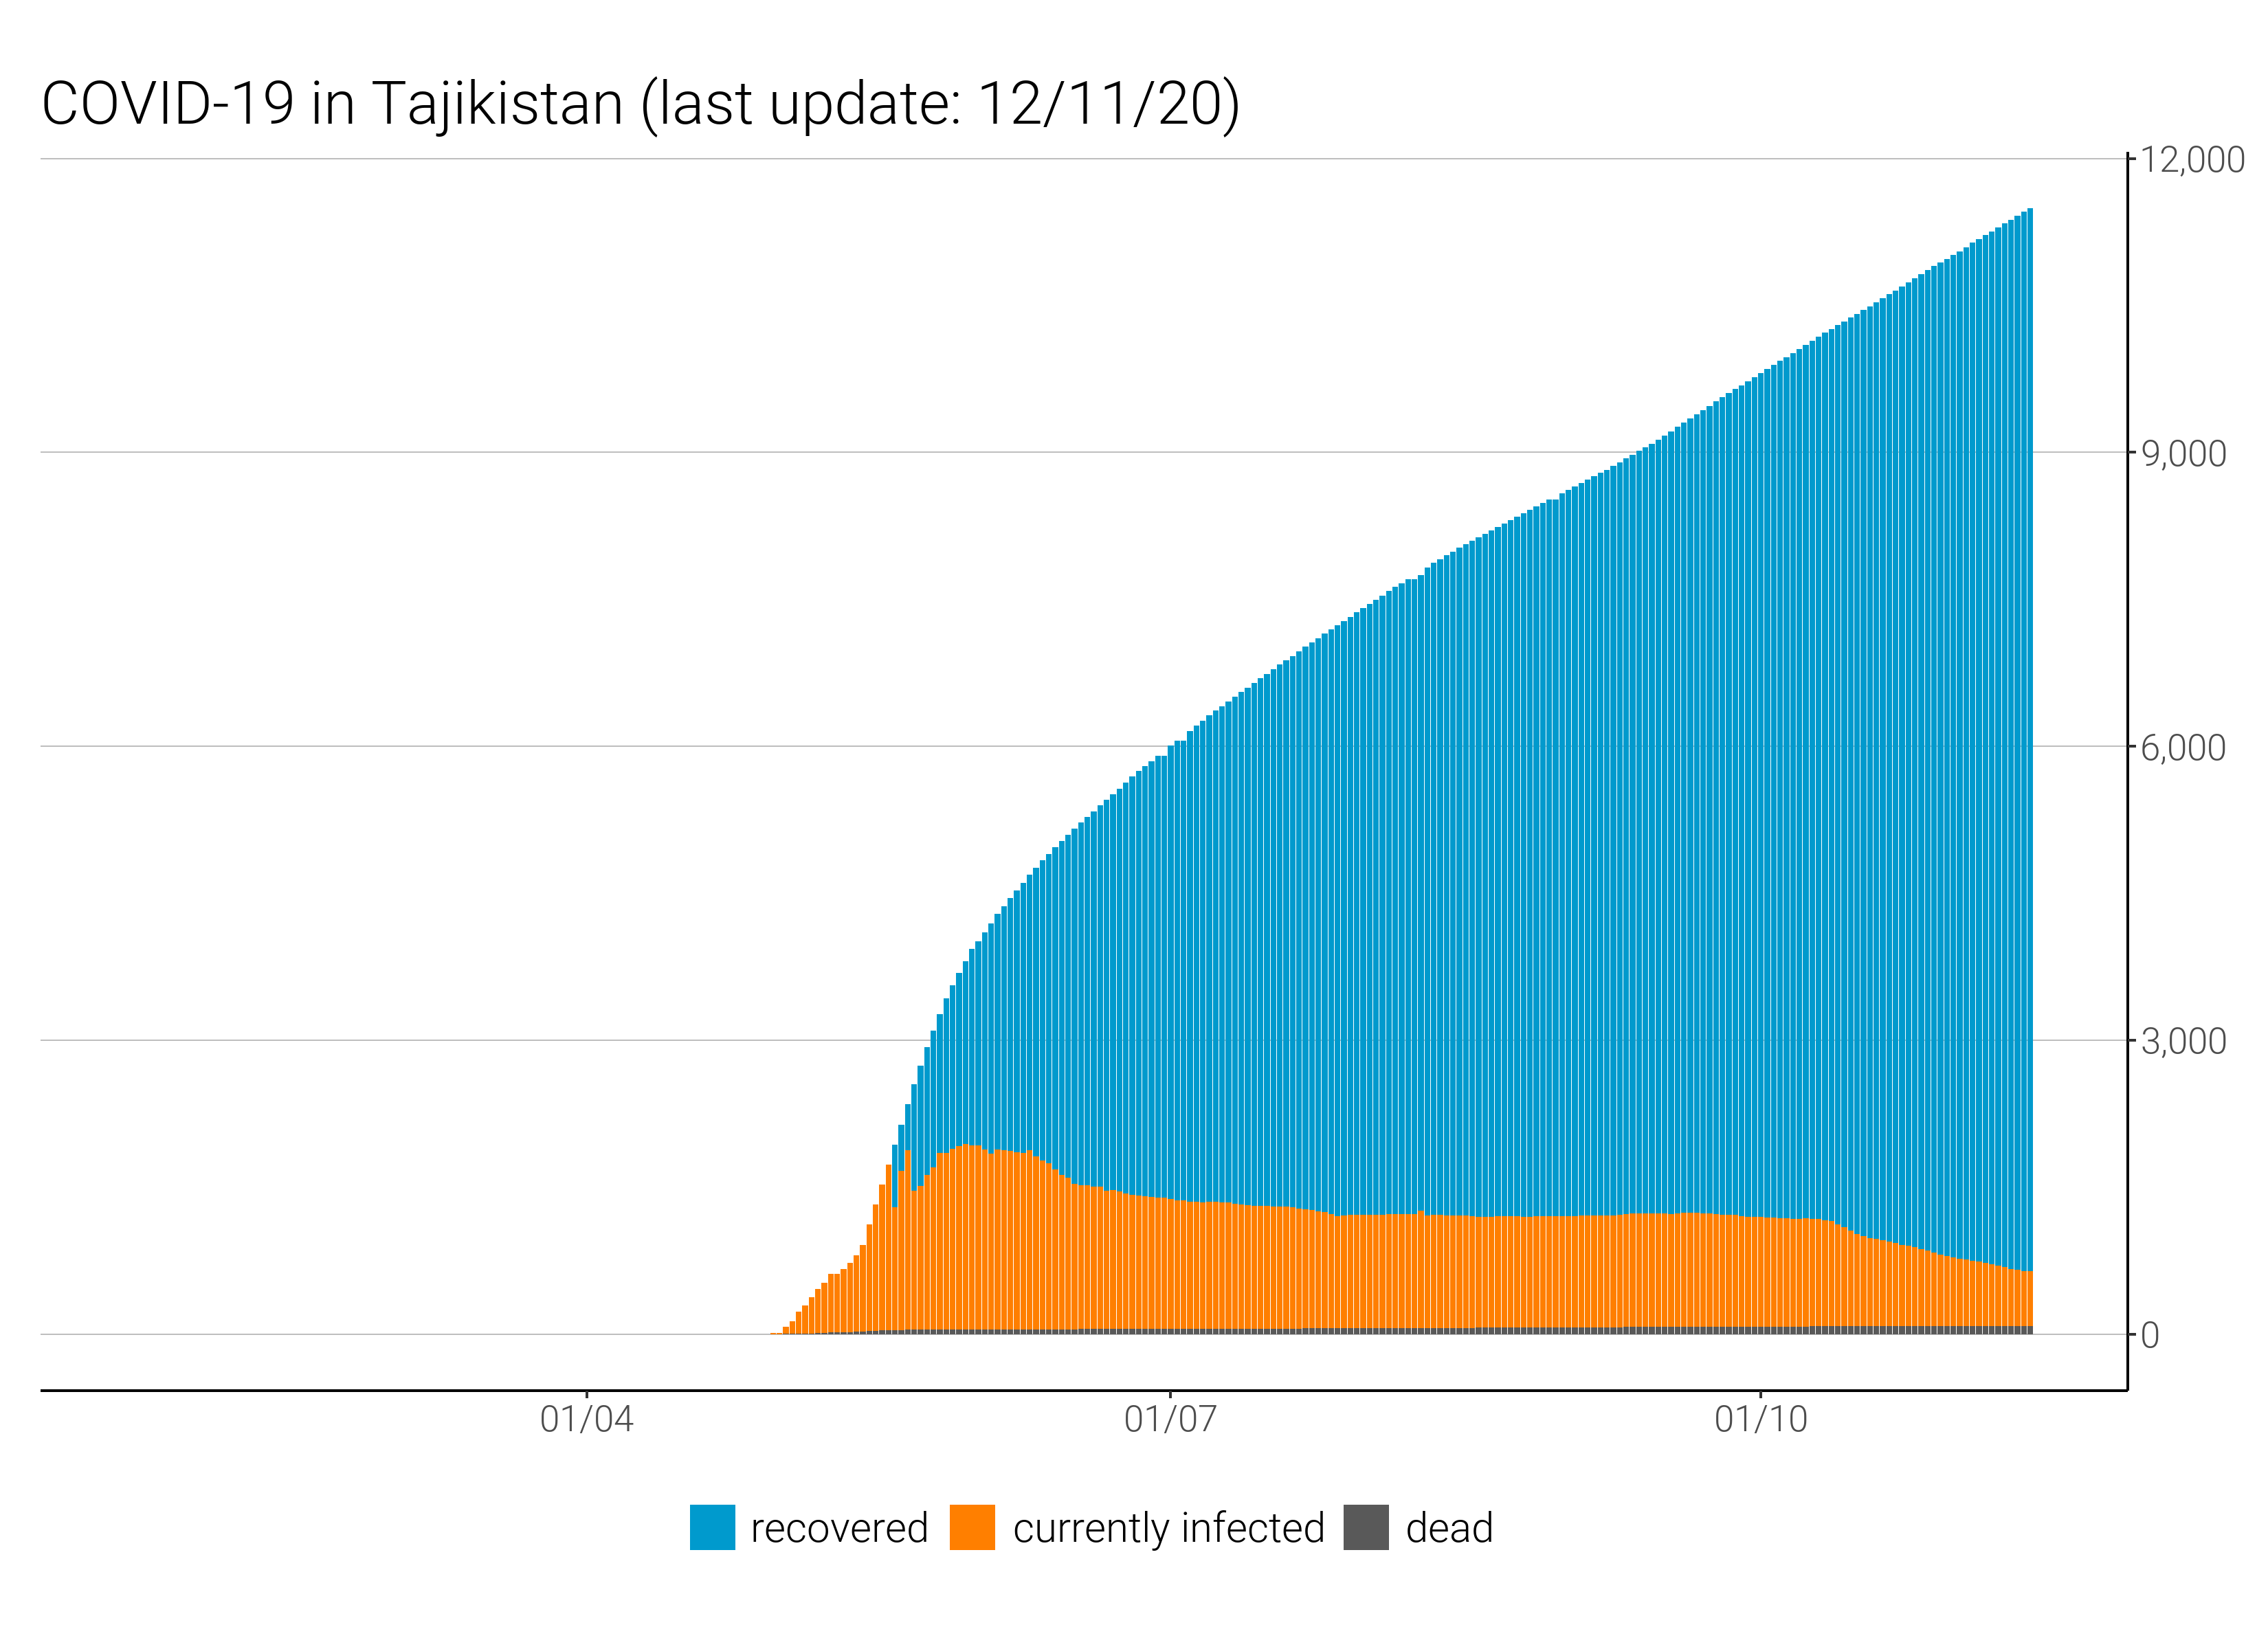 COVID-19 in Tajikistan (last update: 12/11/20)
12,000
9,000
6,000
3,000
0
01/04 01/07 01/10
recovered currently infected dead